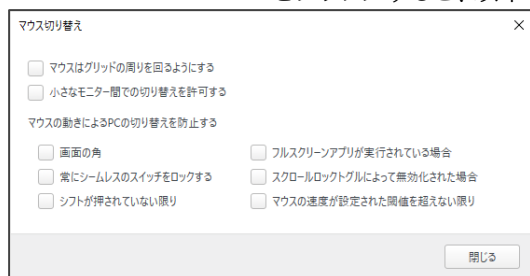 マウス切り替え
マウスはグリッドの周りを回るようにする
小さなモニター間での切り替えを許可する
マウスの動きによるPCの切り替えを防止する
画面の角
フルスクリーンアプリが実行されている場合
常にシームレスのスイッチをロックする
スクロールロックトグルによって無効化された場合
シフトが押されていない限り
マウスの速度が設定された閾値を超えない限り
閉じる